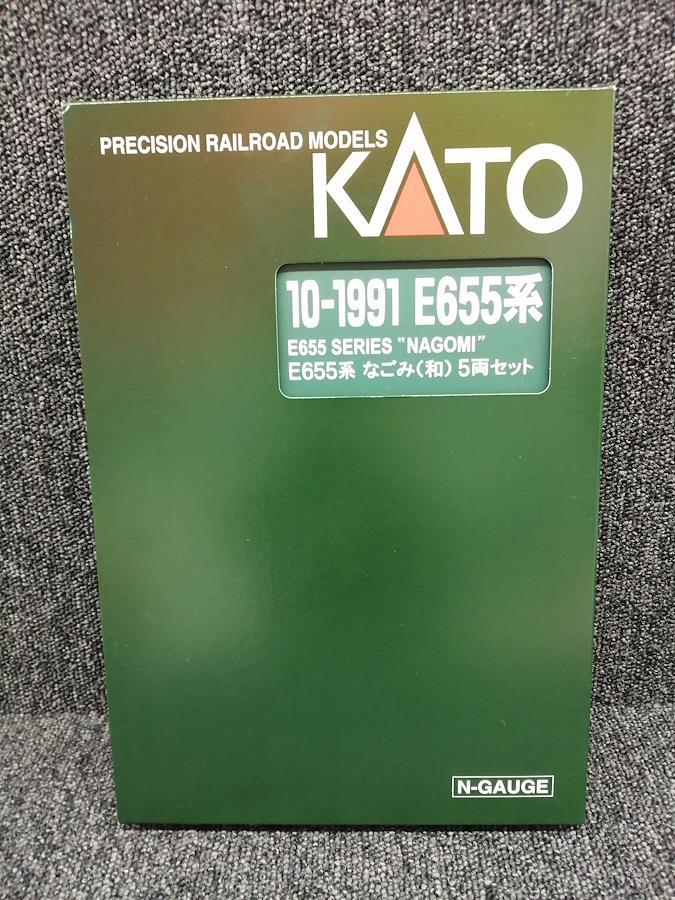 PRECISION RAILROAD MODELS
KATO
10-1991 E655系
E655 SERIES "NAGOMI"
E655系 なごみ(和) 5両セット
N-GAUGE